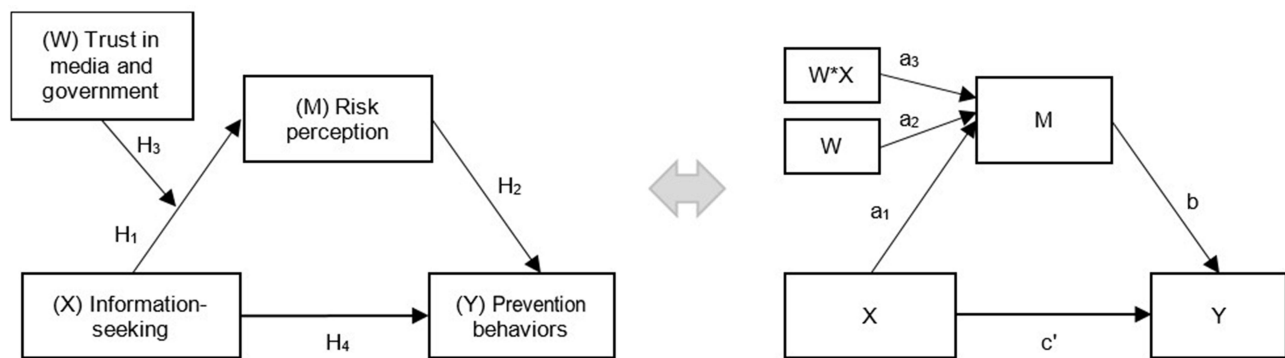 (W) Trust in
media and
government
(M) Risk
perception
H₃
H₁
H₂
(X) Information-
seeking
(Y) Prevention
behaviors
H₄
W*X
a₃
W
a₂
M
a₁
b
X
Y
c'